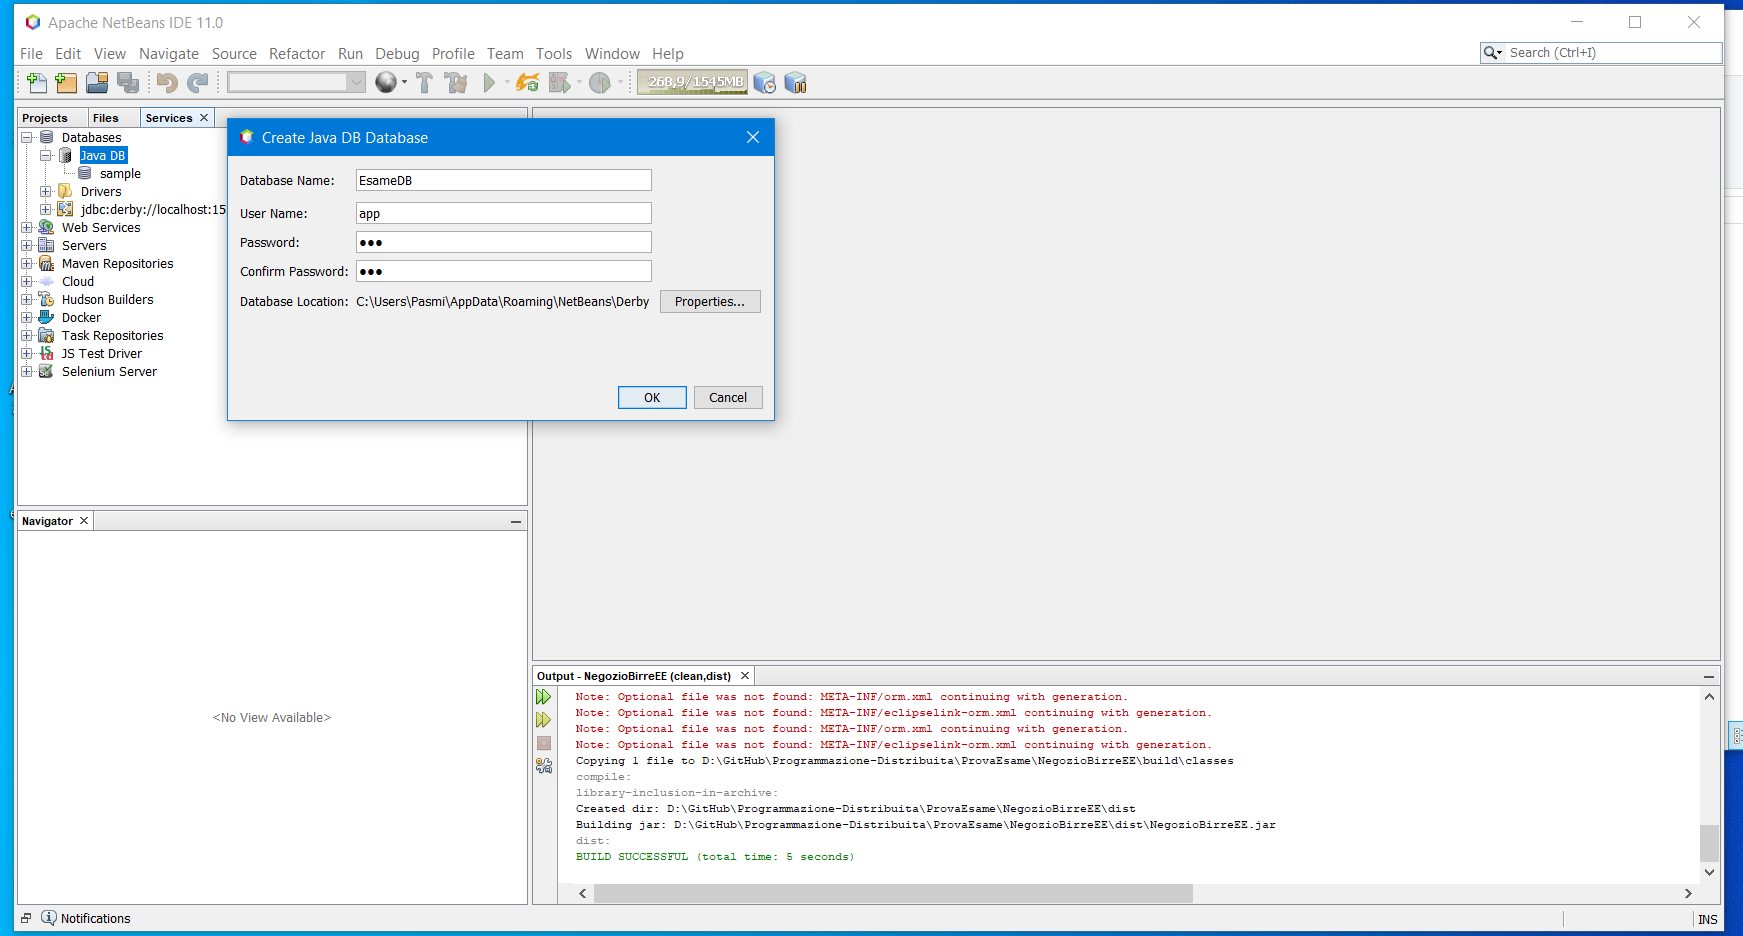 Apache NetBeans IDE 11.0
File Edit View Navigate Source Refactor Run Debug Profile Team Tools Window Help
Search (Ctrl+I)
268,9/1545MB
Projects Files Services
Databases
Java DB
sample
Drivers
jdbc:derby://localhost:15
Web Services
Servers
Maven Repositories
Cloud
Hudson Builders
Docker
Task Repositories
JS Test Driver
Selenium Server
Create Java DB Database
Database Name: EsameDB
User Name: app
Password: ●●●
Confirm Password: ●●●
Database Location: C:\Users\Pasmi\AppData\Roaming\NetBeans\Derby Properties...
OK Cancel
Navigator
<No View Available>
Output - NegozioBirreEE (clean,dist)
Note: Optional file was not found: META-INF/orm.xml continuing with generation.
Note: Optional file was not found: META-INF/eclipselink-orm.xml continuing with generation.
Note: Optional file was not found: META-INF/orm.xml continuing with generation.
Note: Optional file was not found: META-INF/eclipselink-orm.xml continuing with generation.
Copying 1 file to D:\GitHub\Programmazione-Distribuita\ProvaEsame\NegozioBirreEE\build\classes
compile:
library-inclusion-in-archive:
Created dir: D:\GitHub\Programmazione-Distribuita\ProvaEsame\NegozioBirreEE\dist
Building jar: D:\GitHub\Programmazione-Distribuita\ProvaEsame\NegozioBirreEE\dist\NegozioBirreEE.jar
dist:
BUILD SUCCESSFUL (total time: 5 seconds)
Notifications
INS